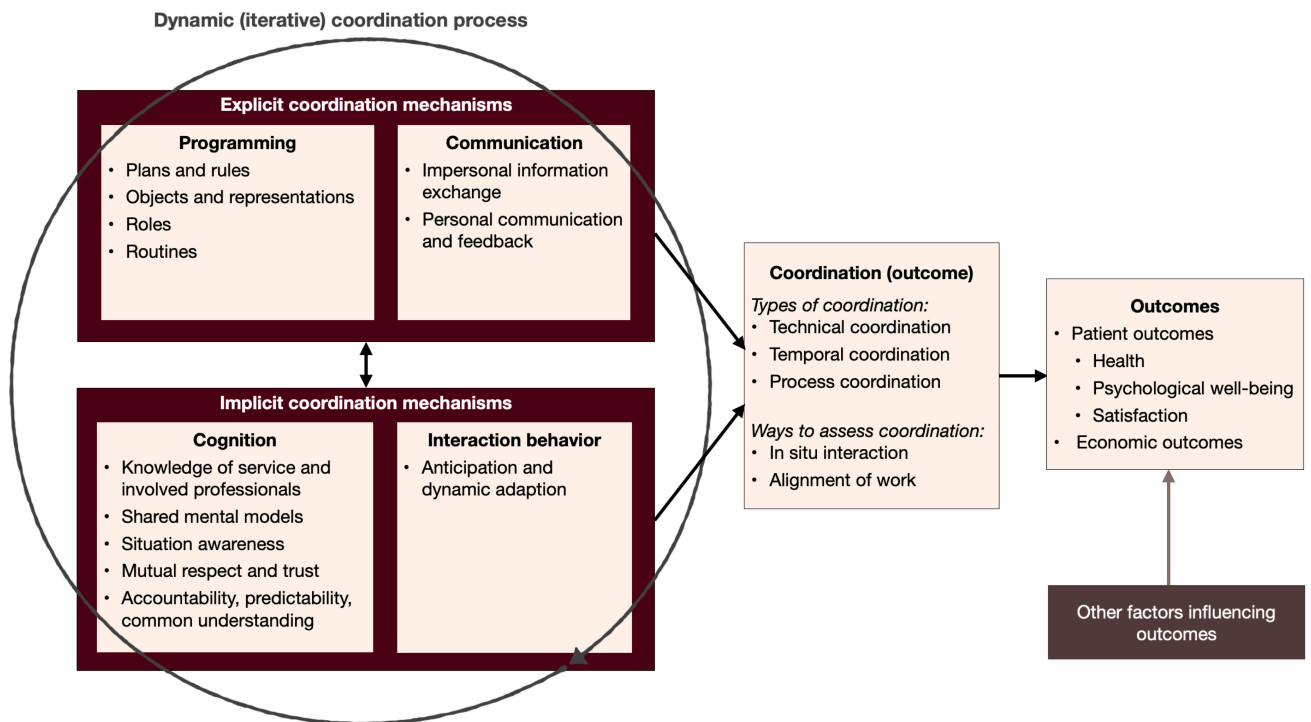 Dynamic (iterative) coordination process
Explicit coordination mechanisms
Programming
• Plans and rules
• Objects and representations
• Roles
• Routines
Communication
• Impersonal information
exchange
• Personal communication
and feedback
Implicit coordination mechanisms
Cognition
• Knowledge of service and
involved professionals
• Shared mental models
• Situation awareness
• Mutual respect and trust
• Accountability, predictability,
common understanding
Interaction behavior
• Anticipation and
dynamic adaption
Coordination (outcome)
Types of coordination:
• Technical coordination
• Temporal coordination
• Process coordination
Ways to assess coordination:
• In situ interaction
• Alignment of work
Outcomes
• Patient outcomes
• Health
• Psychological well-being
• Satisfaction
• Economic outcomes
Other factors influencing
outcomes